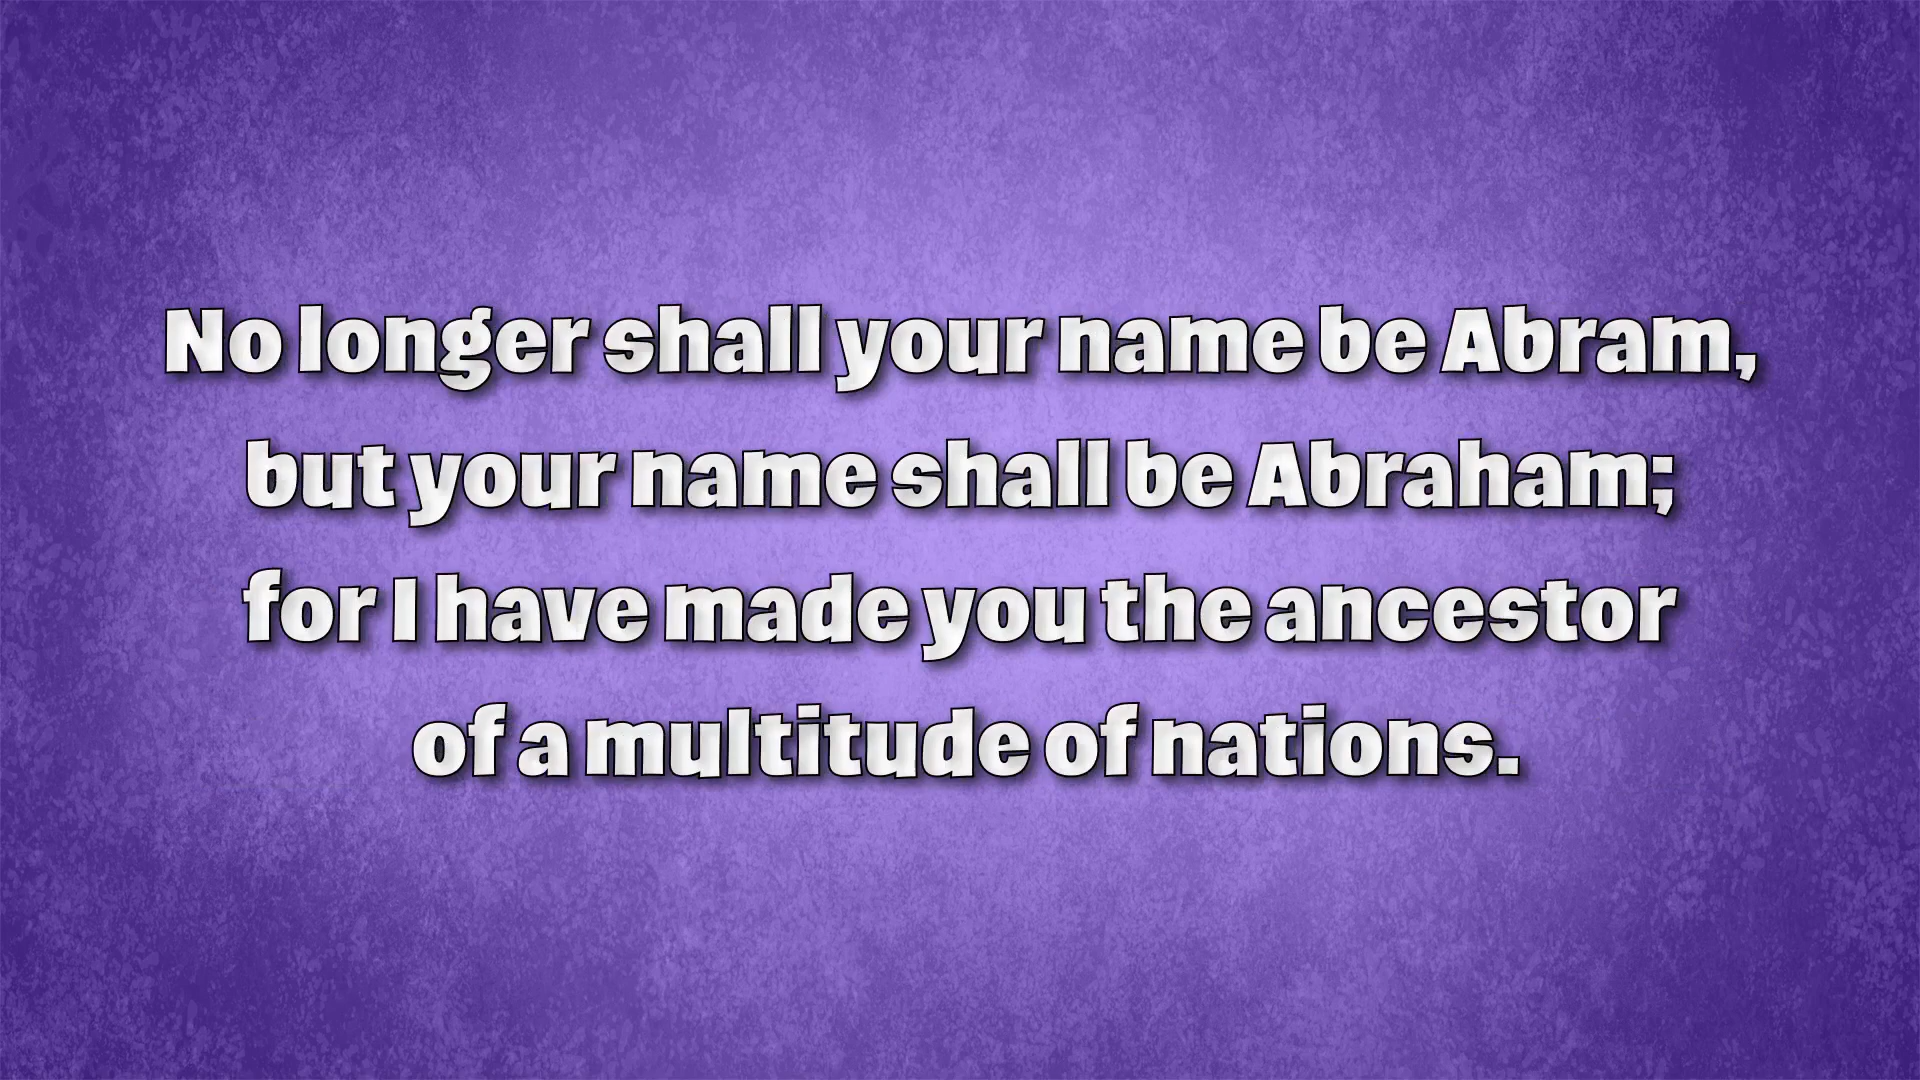 No longer shall your name be Abram,
but your name shall be Abraham;
for I have made you the ancestor
of a multitude of nations.